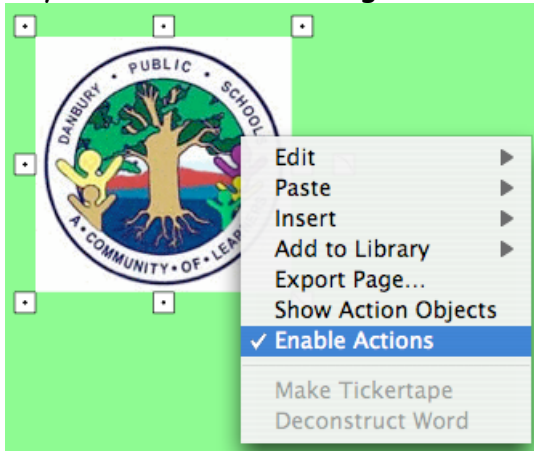 DANBURY • PUBLIC • SCHOOL
A • COMMUNITY • OF •
Edit
Paste
Insert
Add to Library
Export Page...
Show Action Objects
✓ Enable Actions
Make Tickertape
Deconstruct Word